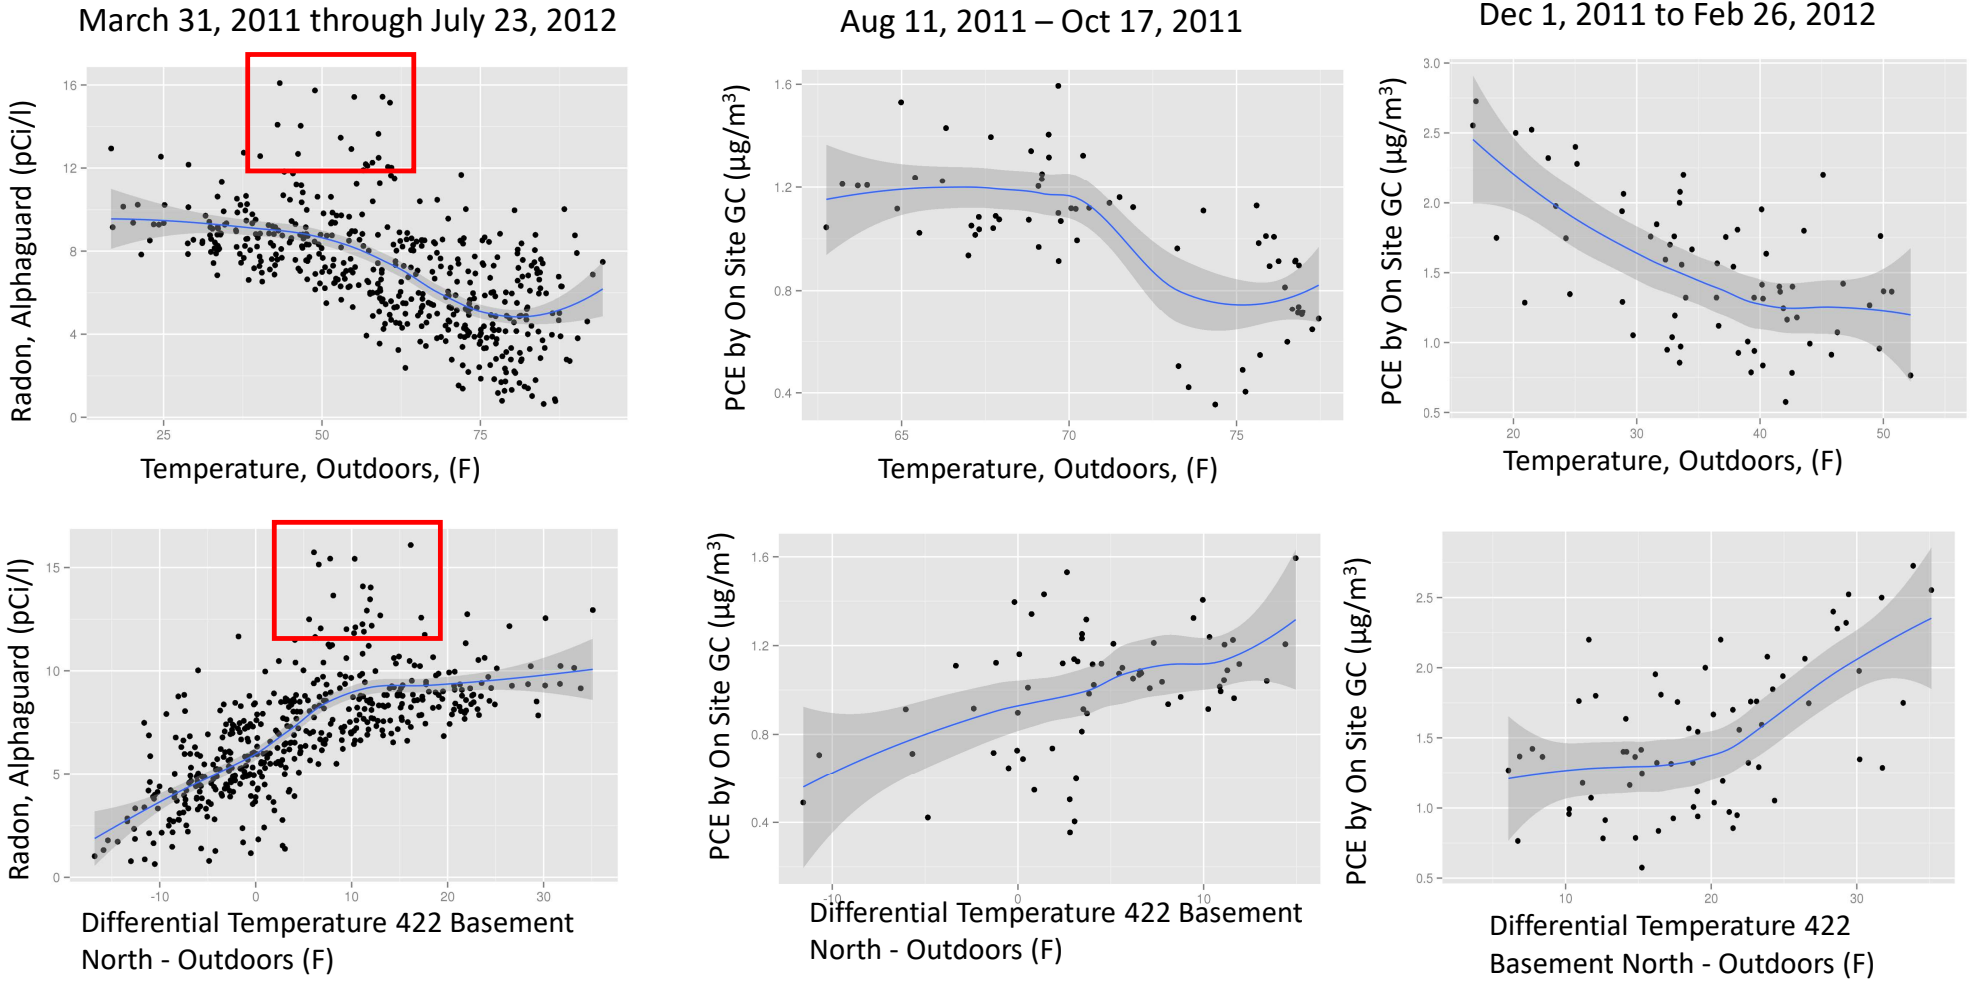 March 31, 2011 through July 23, 2012
Aug 11, 2011 – Oct 17, 2011
Dec 1, 2011 to Feb 26, 2012
Radon, Alphaguard (pCi/l)
16
12
8
4
0
25
50
75
Temperature, Outdoors, (F)
PCE by On Site GC (µg/m³)
1.6
1.2
0.8
0.4
65
70
75
Temperature, Outdoors, (F)
PCE by On Site GC (µg/m³)
3.0
2.5
2.0
1.5
1.0
0.5
20
30
40
50
Temperature, Outdoors, (F)
Radon, Alphaguard (pCi/l)
15
10
5
0
-10
0
10
20
30
Differential Temperature 422 Basement
North - Outdoors (F)
PCE by On Site GC (µg/m³)
1.6
1.2
0.8
0.4
-10
0
10
Differential Temperature 422 Basement
North - Outdoors (F)
PCE by On Site GC (µg/m³)
2.5
2.0
1.5
1.0
0.5
10
20
30
Differential Temperature 422
Basement North - Outdoors (F)